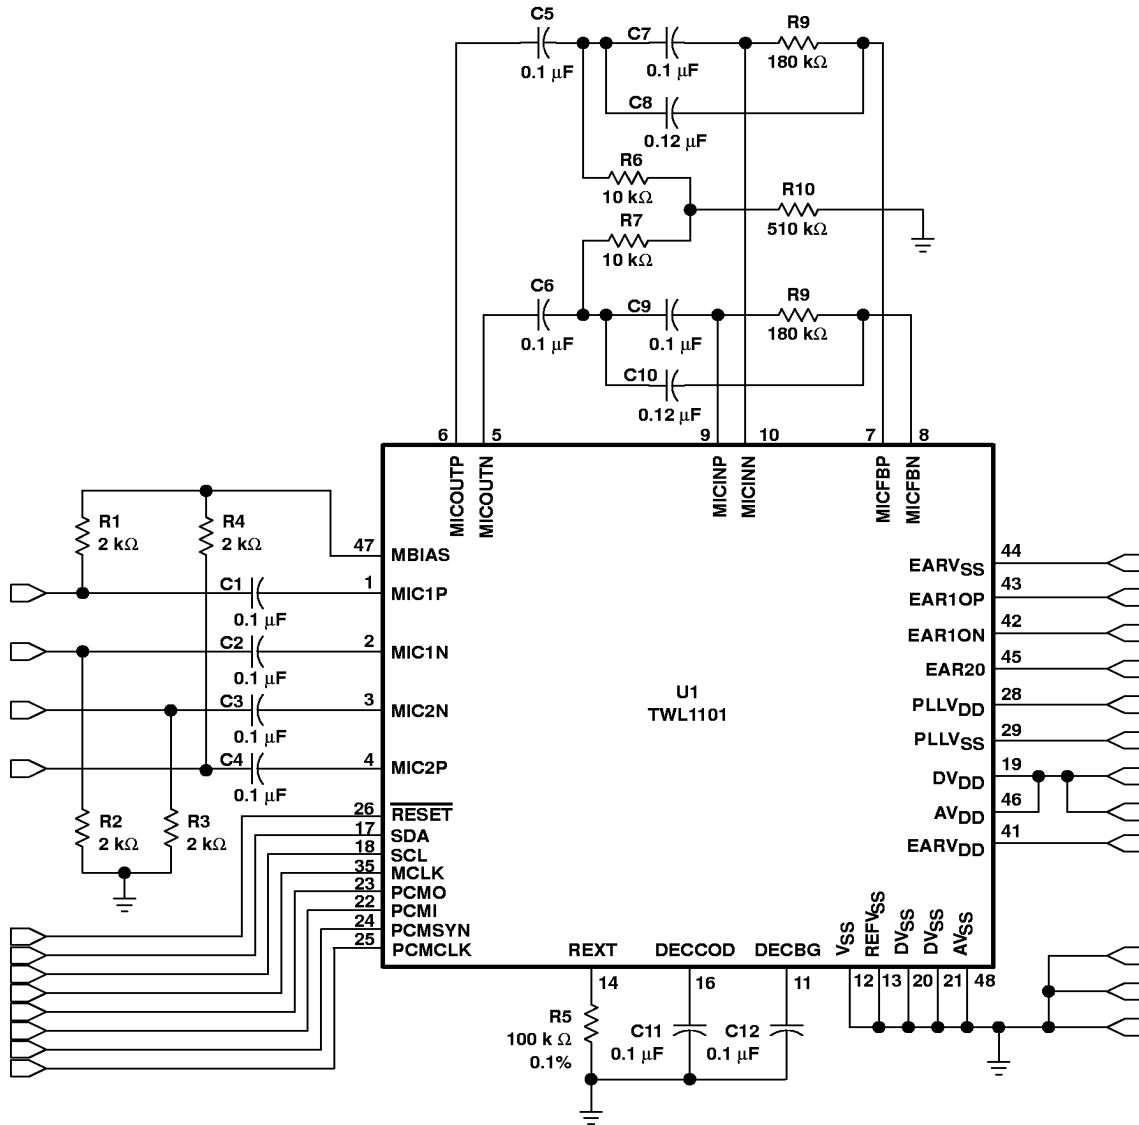 C5
0.1 µF
C7
0.1 µF
R9
180 kΩ
C8
0.12 µF
R6
10 kΩ
R10
510 kΩ
R7
10 kΩ
C6
0.1 µF
C9
0.1 µF
R9
180 kΩ
C10
0.12 µF
6
5
9
10
7
8
MICOUTP
MICOUTN
MICINP
MICINN
MICFBP
MICFBN
R1
2 kΩ
R4
2 kΩ
47
MBIAS
C1
0.1 µF
1
MIC1P
C2
0.1 µF
2
MIC1N
C3
0.1 µF
3
MIC2N
C4
0.1 µF
4
MIC2P
R2
2 kΩ
R3
2 kΩ
26
RESET
17
SDA
18
SCL
35
MCLK
23
PCMO
22
PCMI
24
PCMSYN
25
PCMCLK
U1
TWL1101
EARVSS
44
EAR1OP
43
EAR1ON
42
EAR20
45
PLLVDD
28
PLLVSS
29
DVDD
19
AVDD
46
EARVDD
41
REXT
DECCOD
DECBG
VSS
REFVSS
DVSS
DVSS
AVSS
14
16
11
12
13
20
21
48
R5
100 k Ω
0.1%
C11
0.1 µF
C12
0.1 µF